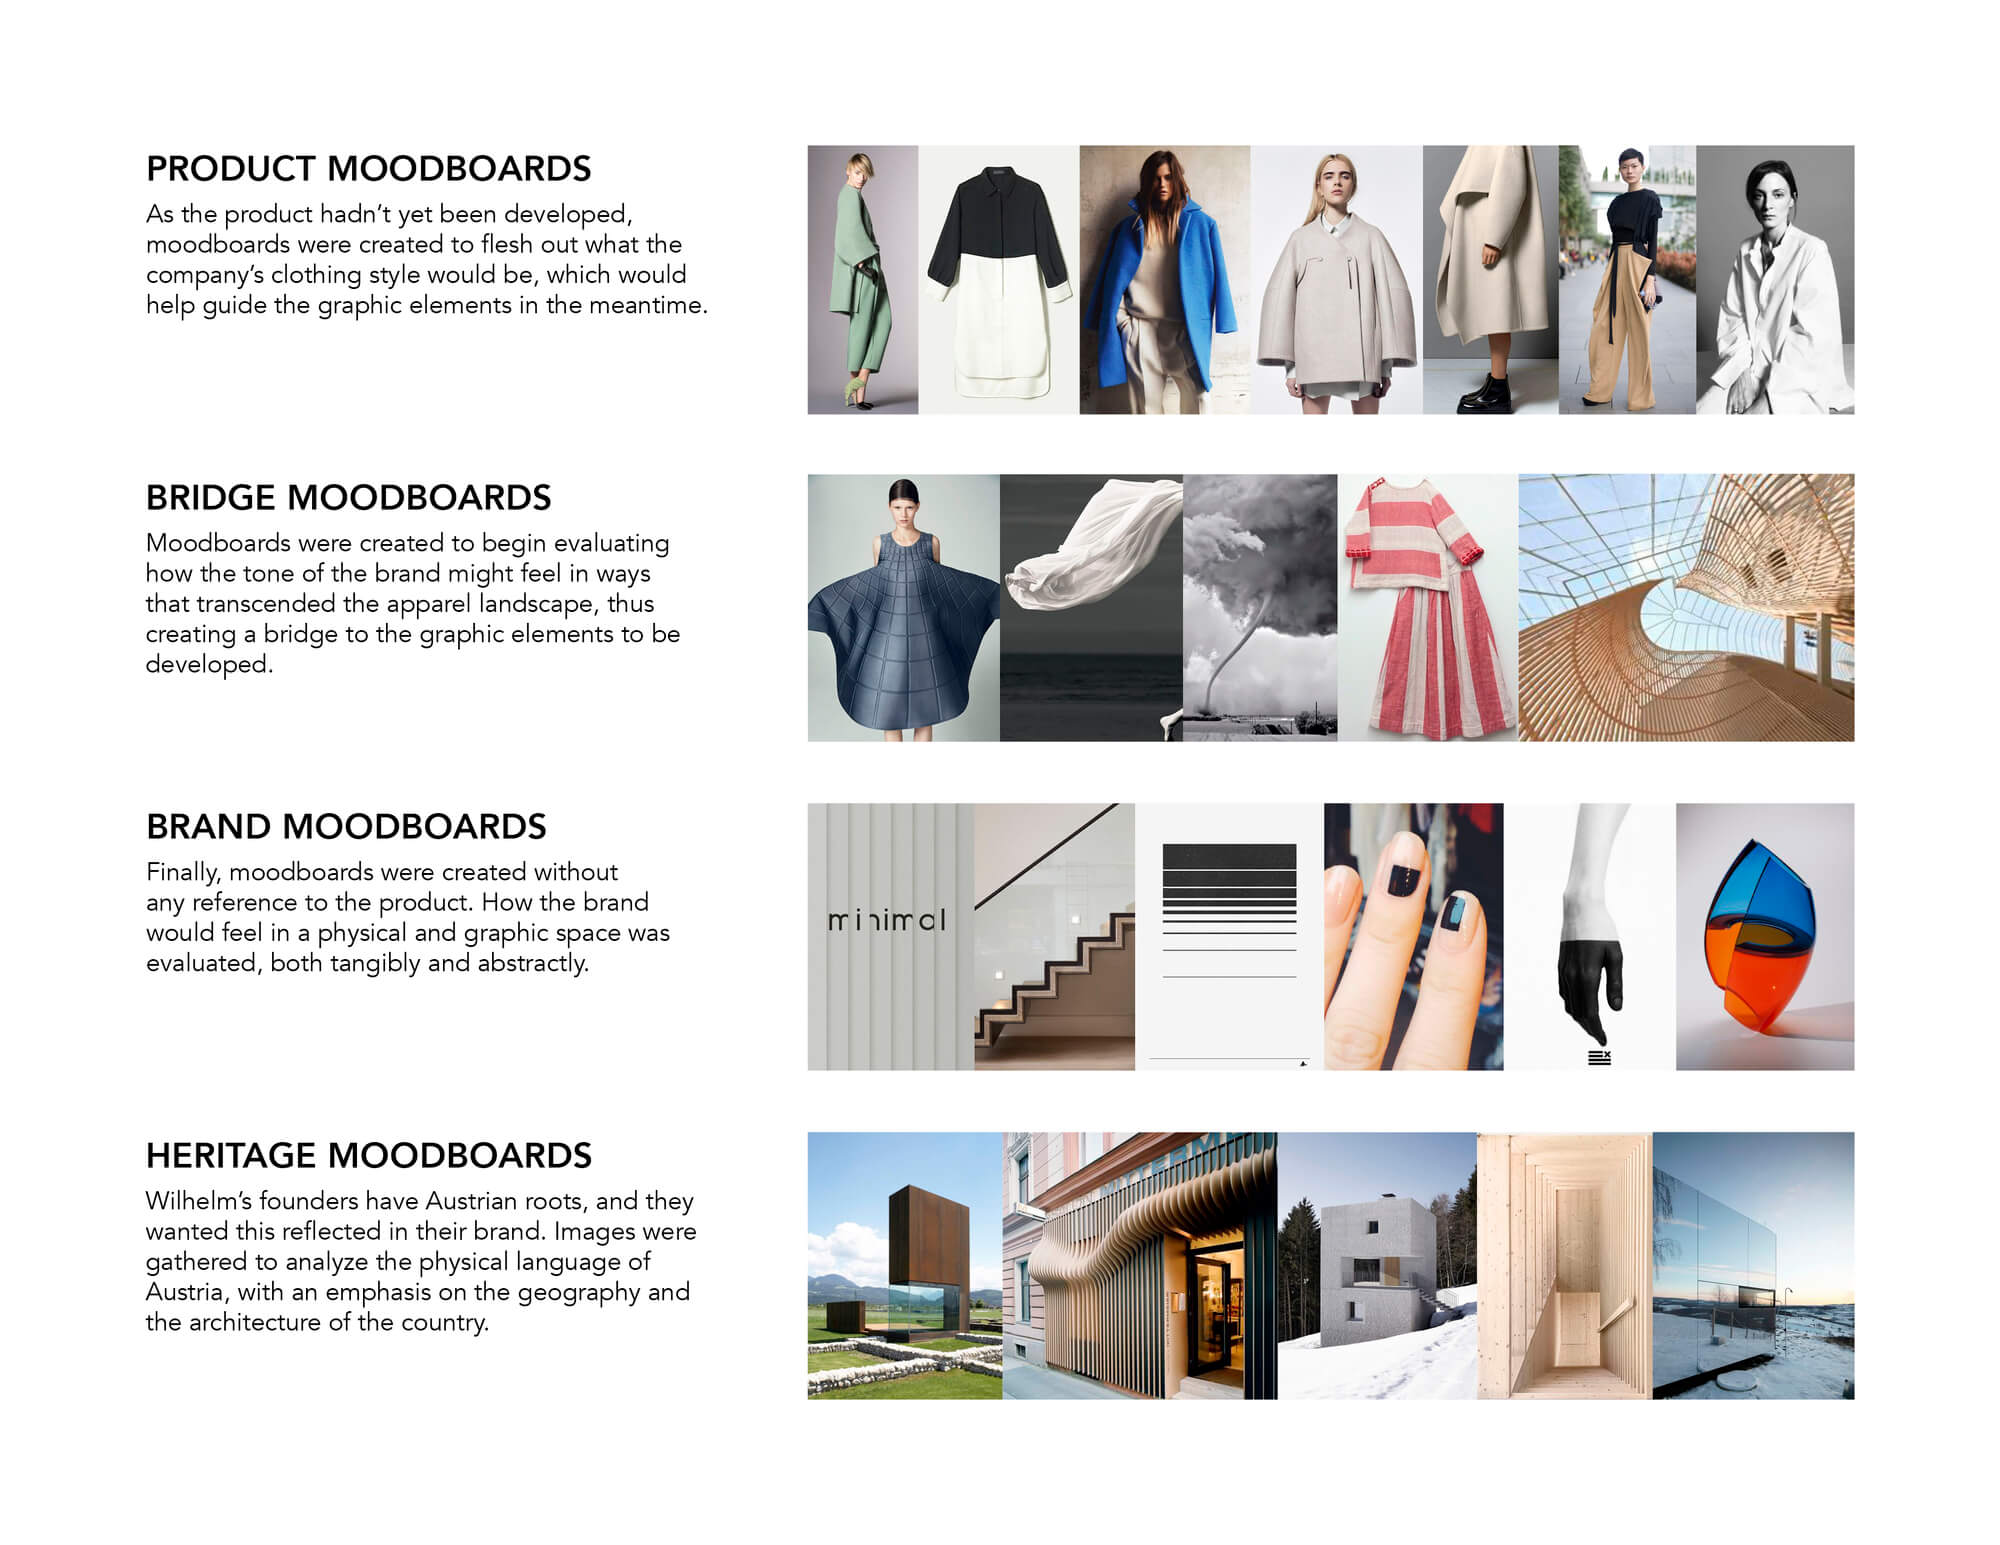 PRODUCT MOODBOARDS
As the product hadn’t yet been developed,
moodboards were created to flesh out what the
company’s clothing style would be, which would
help guide the graphic elements in the meantime.
BRIDGE MOODBOARDS
Moodboards were created to begin evaluating
how the tone of the brand might feel in ways
that transcended the apparel landscape, thus
creating a bridge to the graphic elements to be
developed.
BRAND MOODBOARDS
Finally, moodboards were created without
any reference to the product. How the brand
would feel in a physical and graphic space was
evaluated, both tangibly and abstractly.
minimal
HERITAGE MOODBOARDS
Wilhelm’s founders have Austrian roots, and they
wanted this reflected in their brand. Images were
gathered to analyze the physical language of
Austria, with an emphasis on the geography and
the architecture of the country.